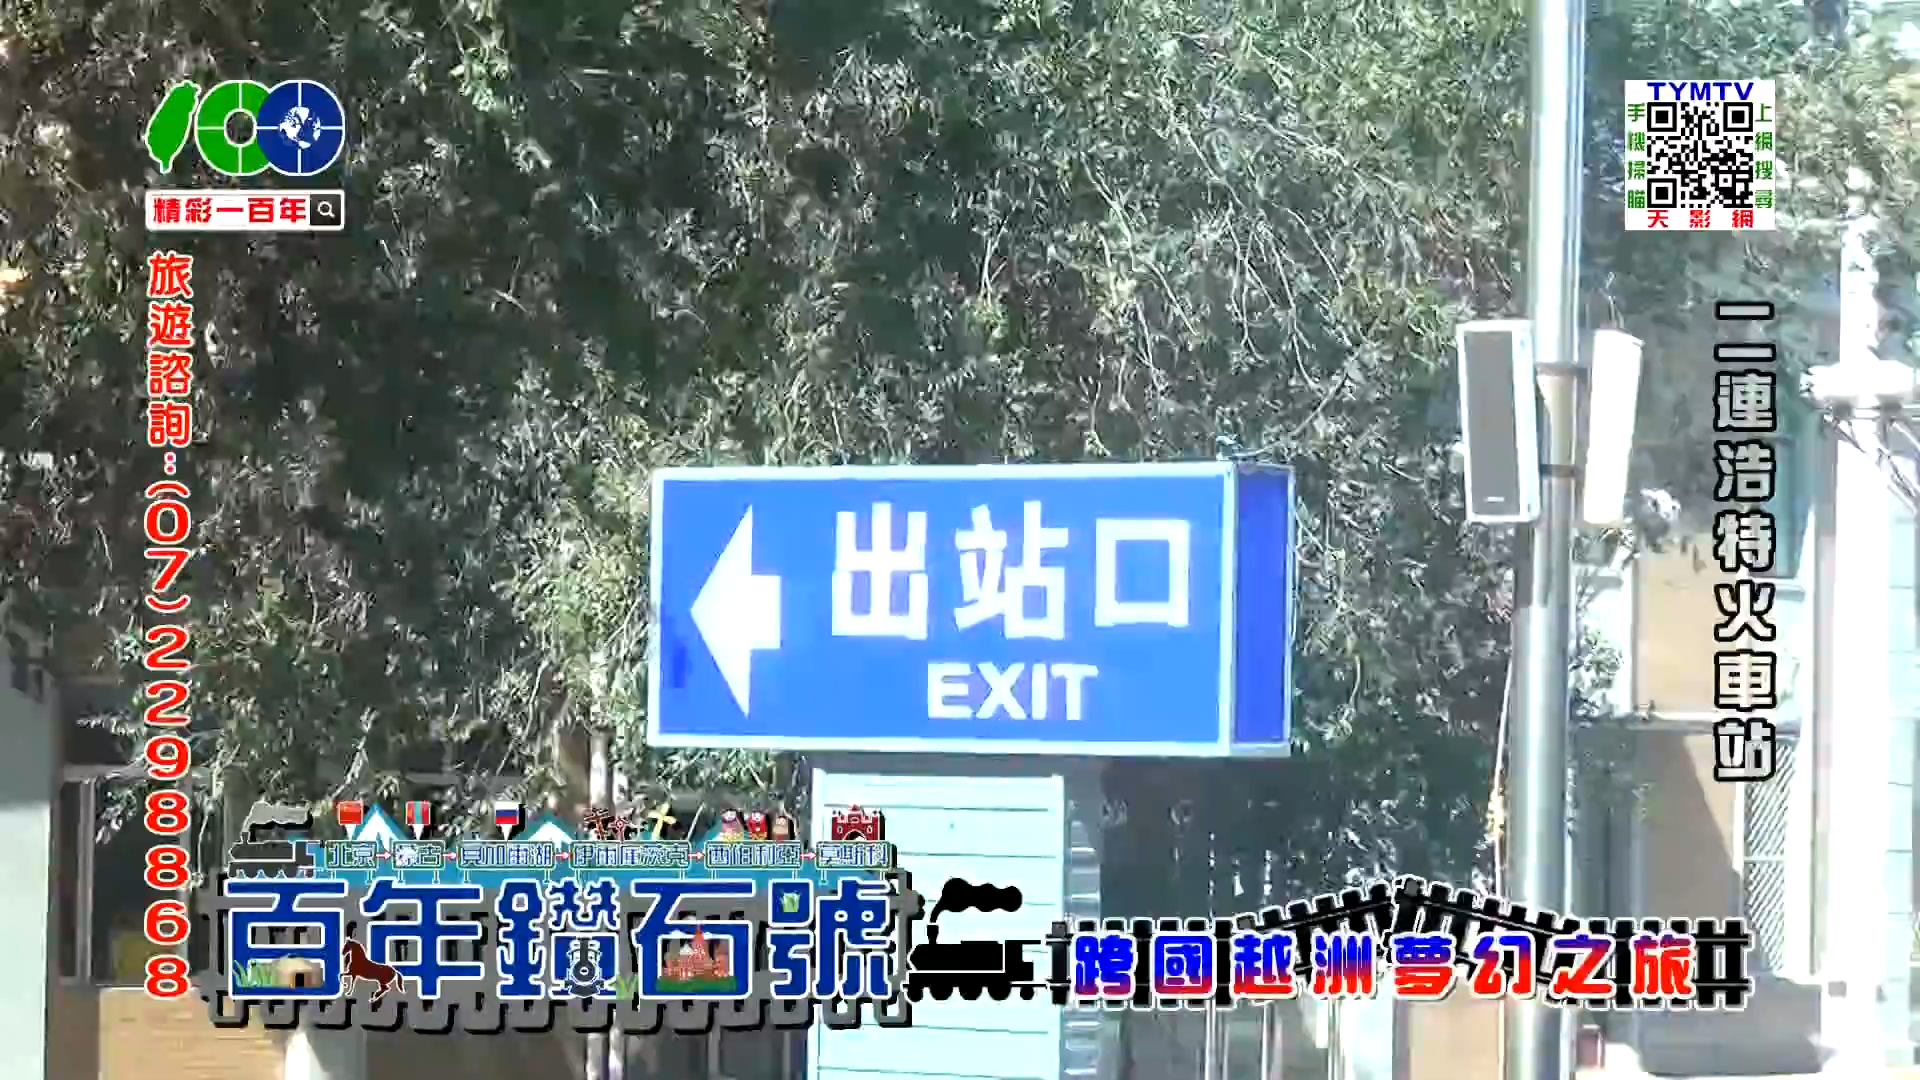 100
精彩一百年
旅遊諮詢:(07)2298868
TYMTV
手機掃瞄
上網搜尋
天影網
二連浩特火車站
出站口
EXIT
北京→蒙古→貝加爾湖→伊爾庫茨克→西伯利亞→莫斯科
百年鑽石號
跨國越洲夢幻之旅